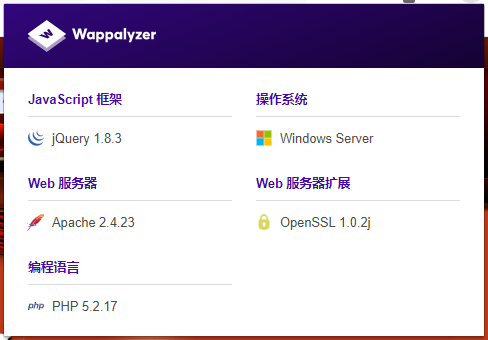 Wappalyzer
JavaScript 框架
jQuery 1.8.3
操作系统
Windows Server
Web 服务器
Apache 2.4.23
Web 服务器扩展
OpenSSL 1.0.2j
编程语言
php PHP 5.2.17